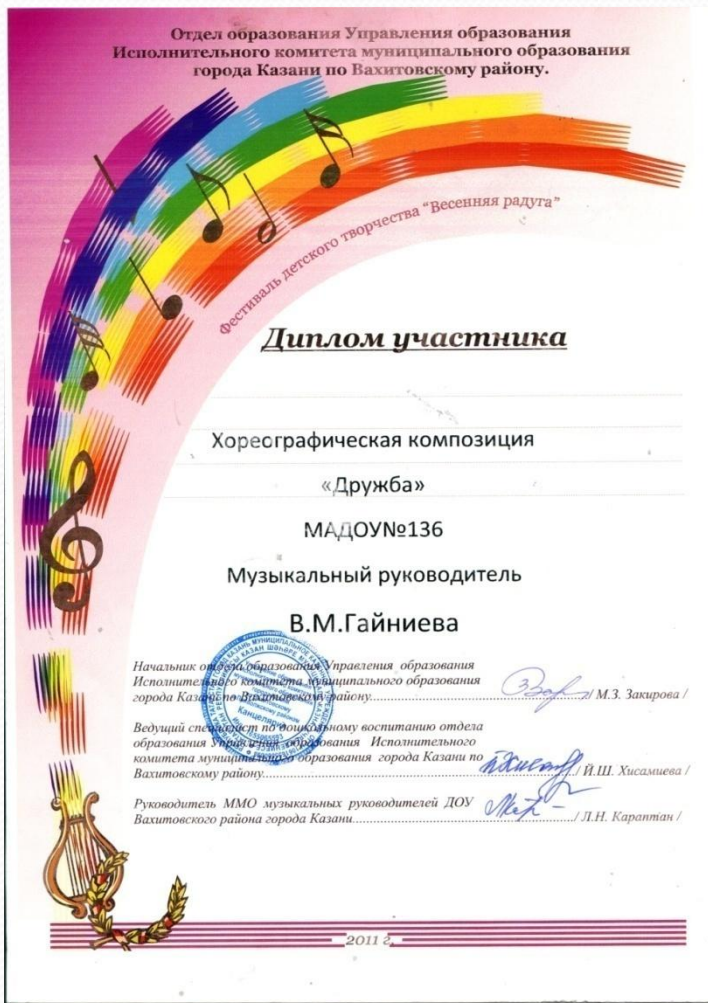 Отдел образования Управления образования
Исполнительного комитета муниципального образования
города Казани по Вахитовскому району.
Фестиваль детского творчества "Весенняя радуга"
Диплом участника
Хореографическая композиция
«Дружба»
МАДОУ№136
Музыкальный руководитель
В.М.Гайниева
Начальник отдела образования Управления образования
Исполнительного комитета муниципального образования
города Казани по Вахитовскому району / М.З. Закирова /
Ведущий специалист по дошкольному воспитанию отдела
образования Управления образования Исполнительного
комитета муниципального образования города Казани по
Вахитовскому району / Й.Ш. Хисамиева /
Руководитель ММО музыкальных руководителей ДОУ
Вахитовского района города Казани / Л.Н. Караптан /
Канцелярия
2011 г.